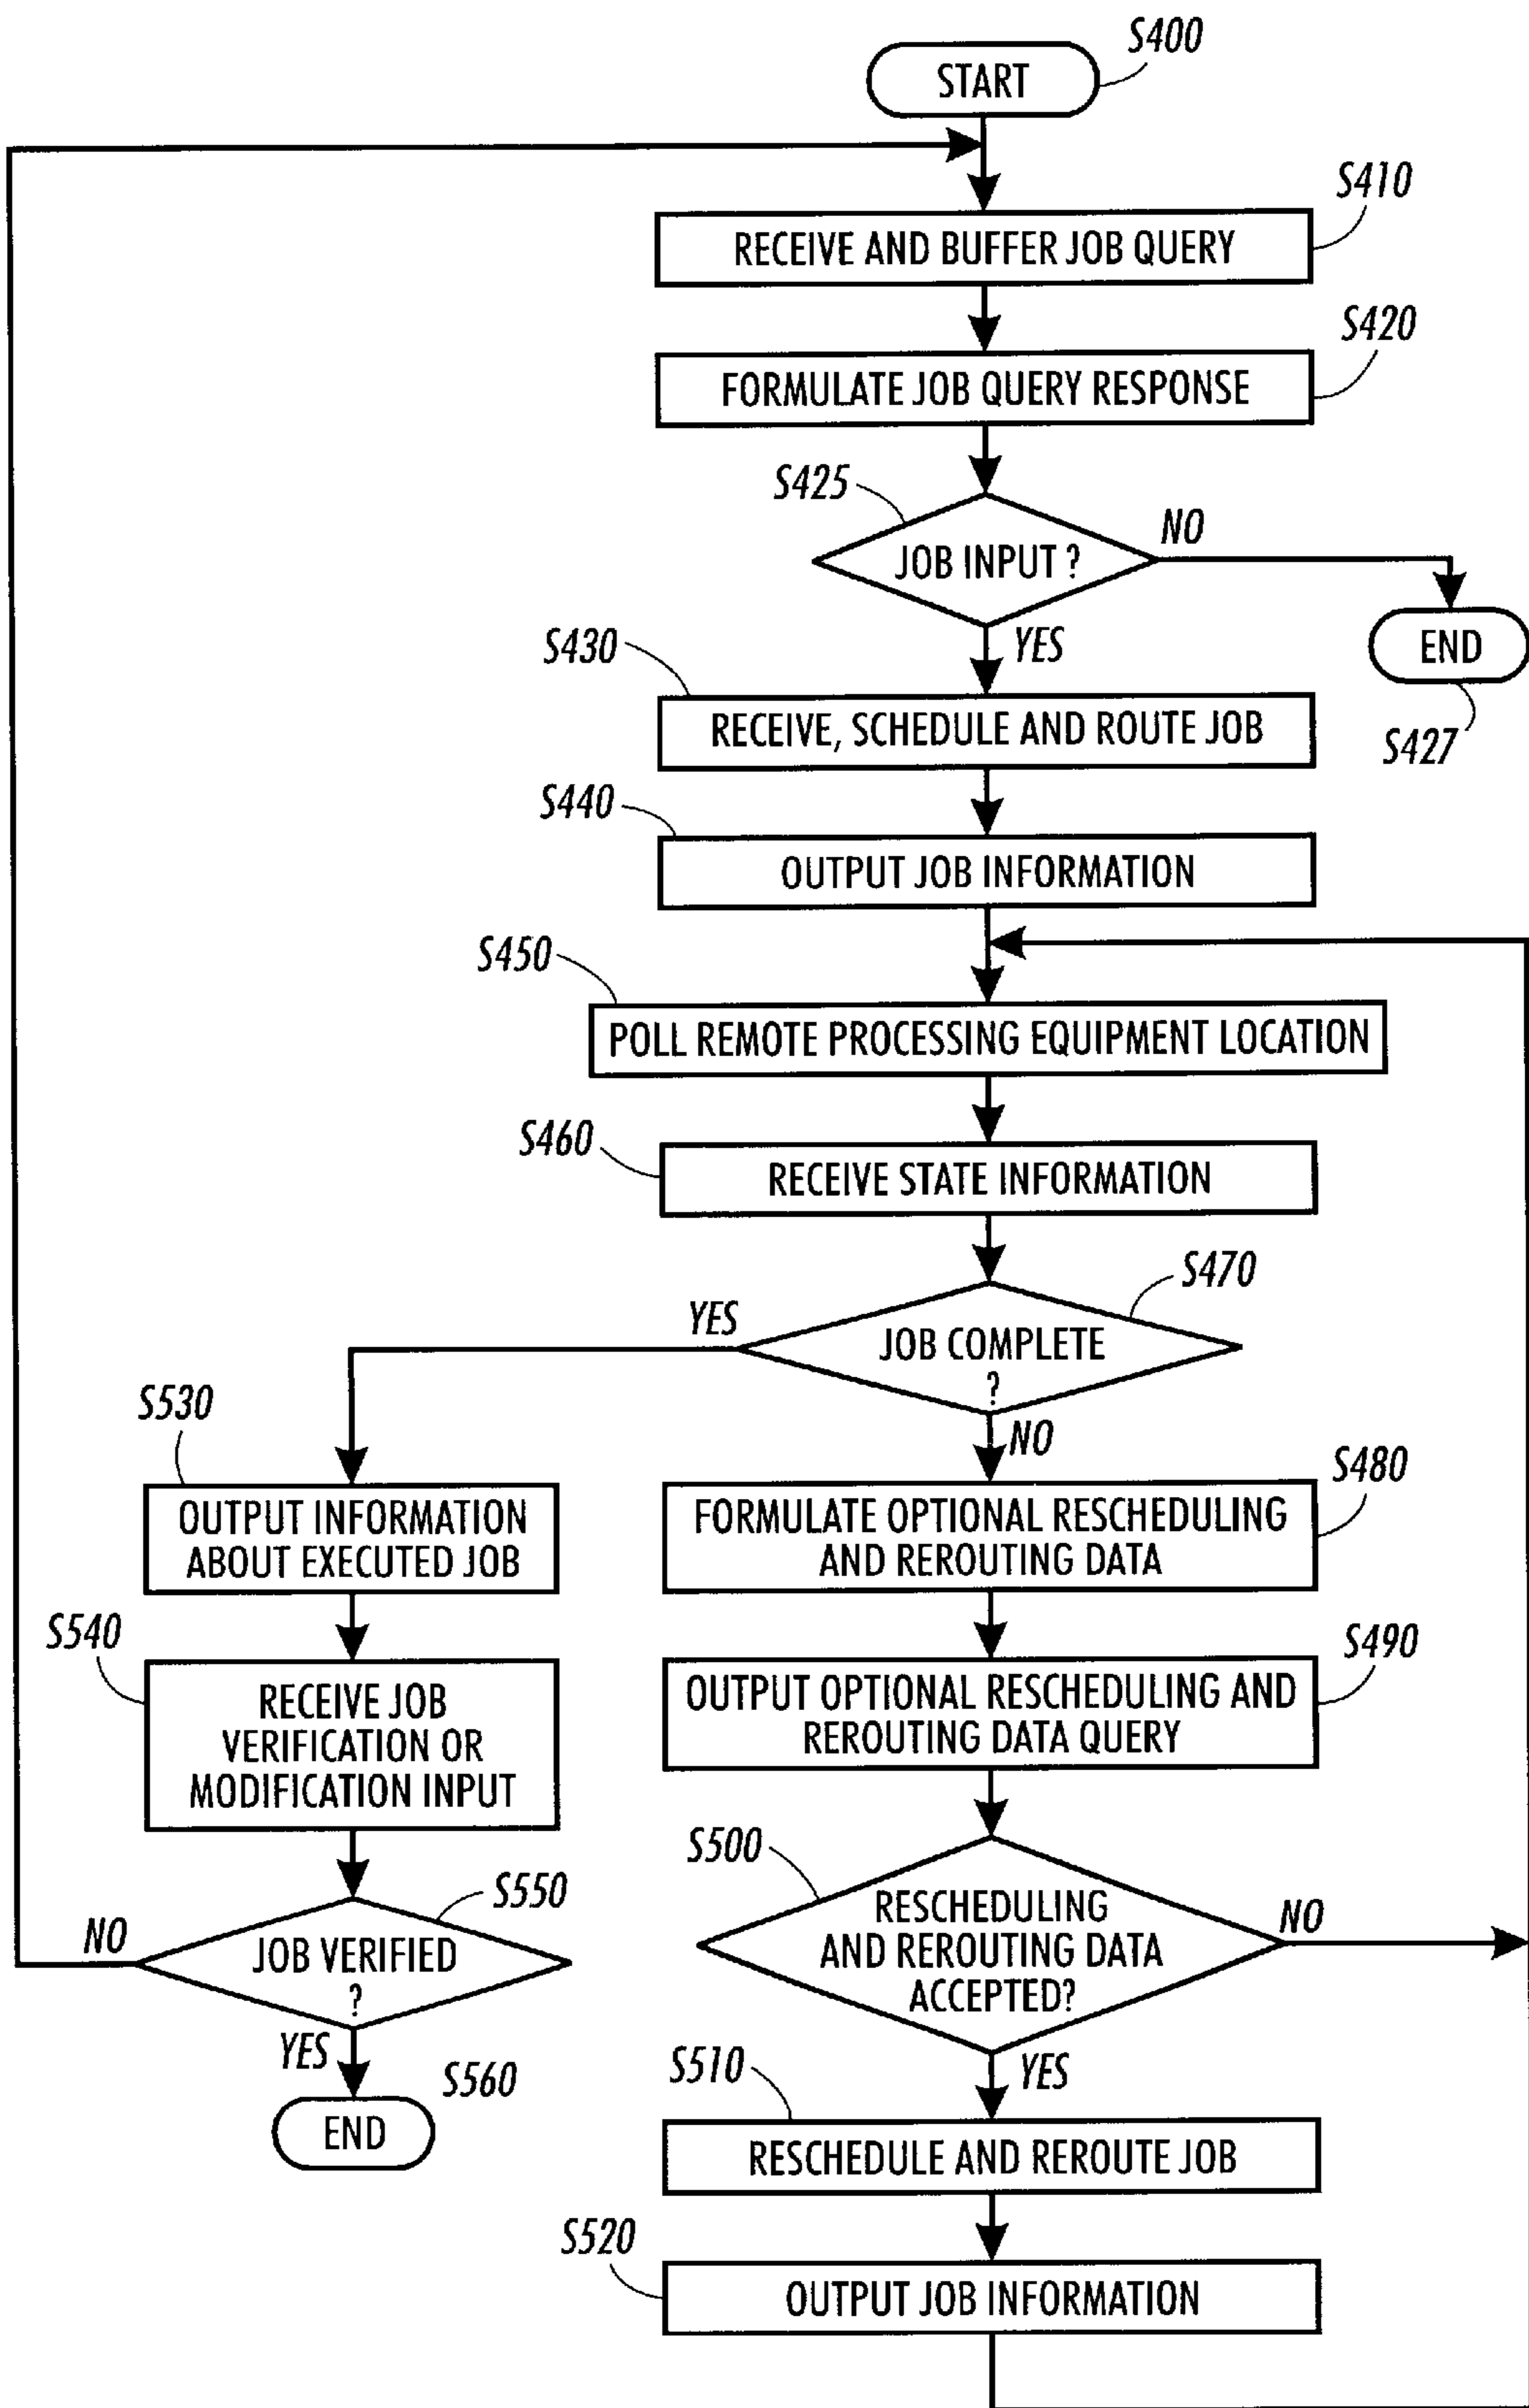 S400
START
S410
RECEIVE AND BUFFER JOB QUERY
S420
FORMULATE JOB QUERY RESPONSE
S425
JOB INPUT ?
NO
YES
END
S427
S430
RECEIVE, SCHEDULE AND ROUTE JOB
S440
OUTPUT JOB INFORMATION
S450
POLL REMOTE PROCESSING EQUIPMENT LOCATION
S460
RECEIVE STATE INFORMATION
S470
JOB COMPLETE
?
YES
NO
S530
OUTPUT INFORMATION
ABOUT EXECUTED JOB
S540
RECEIVE JOB
VERIFICATION OR
MODIFICATION INPUT
S550
JOB VERIFIED
?
NO
YES
S560
END
S480
FORMULATE OPTIONAL RESCHEDULING
AND REROUTING DATA
S490
OUTPUT OPTIONAL RESCHEDULING AND
REROUTING DATA QUERY
S500
RESCHEDULING
AND REROUTING DATA
ACCEPTED?
NO
YES
S510
RESCHEDULE AND REROUTE JOB
S520
OUTPUT JOB INFORMATION